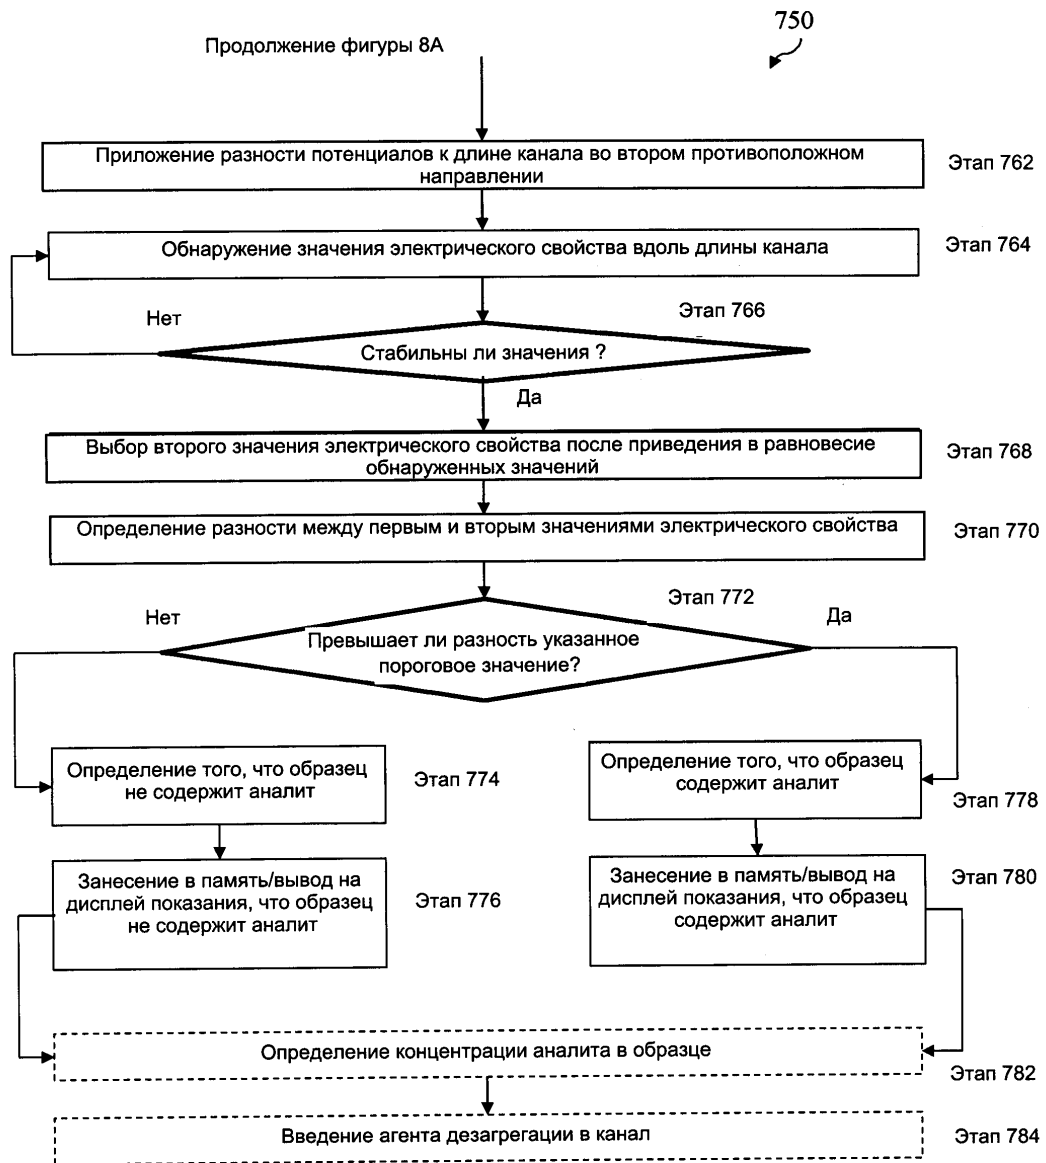 750
Продолжение фигуры 8А
Приложение разности потенциалов к длине канала во втором противоположном
направлении
Этап 762
Обнаружение значения электрического свойства вдоль длины канала
Этап 764
Этап 766
Нет
Стабильны ли значения ?
Да
Выбор второго значения электрического свойства после приведения в равновесие
обнаруженных значений
Этап 768
Определение разности между первым и вторым значениями электрического свойства
Этап 770
Этап 772
Нет
Да
Превышает ли разность указанное
пороговое значение?
Определение того, что образец
не содержит аналит
Этап 774
Определение того, что образец
содержит аналит
Этап 778
Занесение в память/вывод на
дисплей показания, что образец
не содержит аналит
Этап 776
Занесение в память/вывод на
дисплей показания, что образец
содержит аналит
Этап 780
Определение концентрации аналита в образце
Этап 782
Введение агента дезагрегации в канал
Этап 784